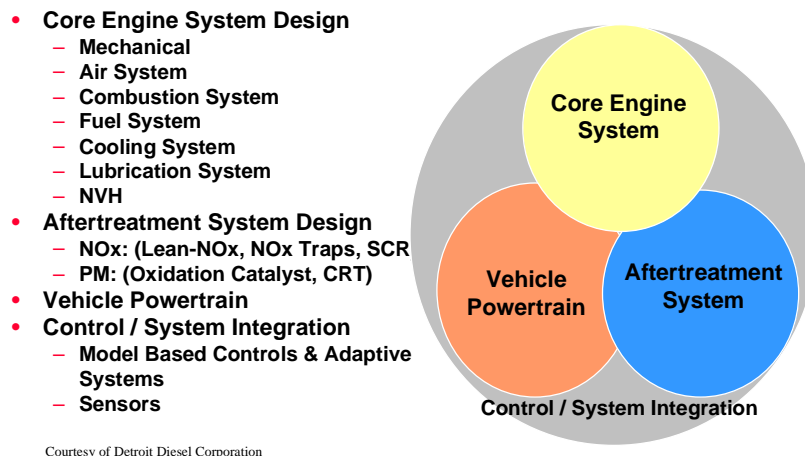 • Core Engine System Design
– Mechanical
– Air System
– Combustion System
– Fuel System
– Cooling System
– Lubrication System
– NVH
• Aftertreatment System Design
– NOx: (Lean-NOx, NOx Traps, SCR
– PM: (Oxidation Catalyst, CRT)
• Vehicle Powertrain
• Control / System Integration
– Model Based Controls & Adaptive
Systems
– Sensors
Courtesy of Detroit Diesel Corporation
Core Engine
System
Vehicle
Powertrain
Aftertreatment
System
Control / System Integration